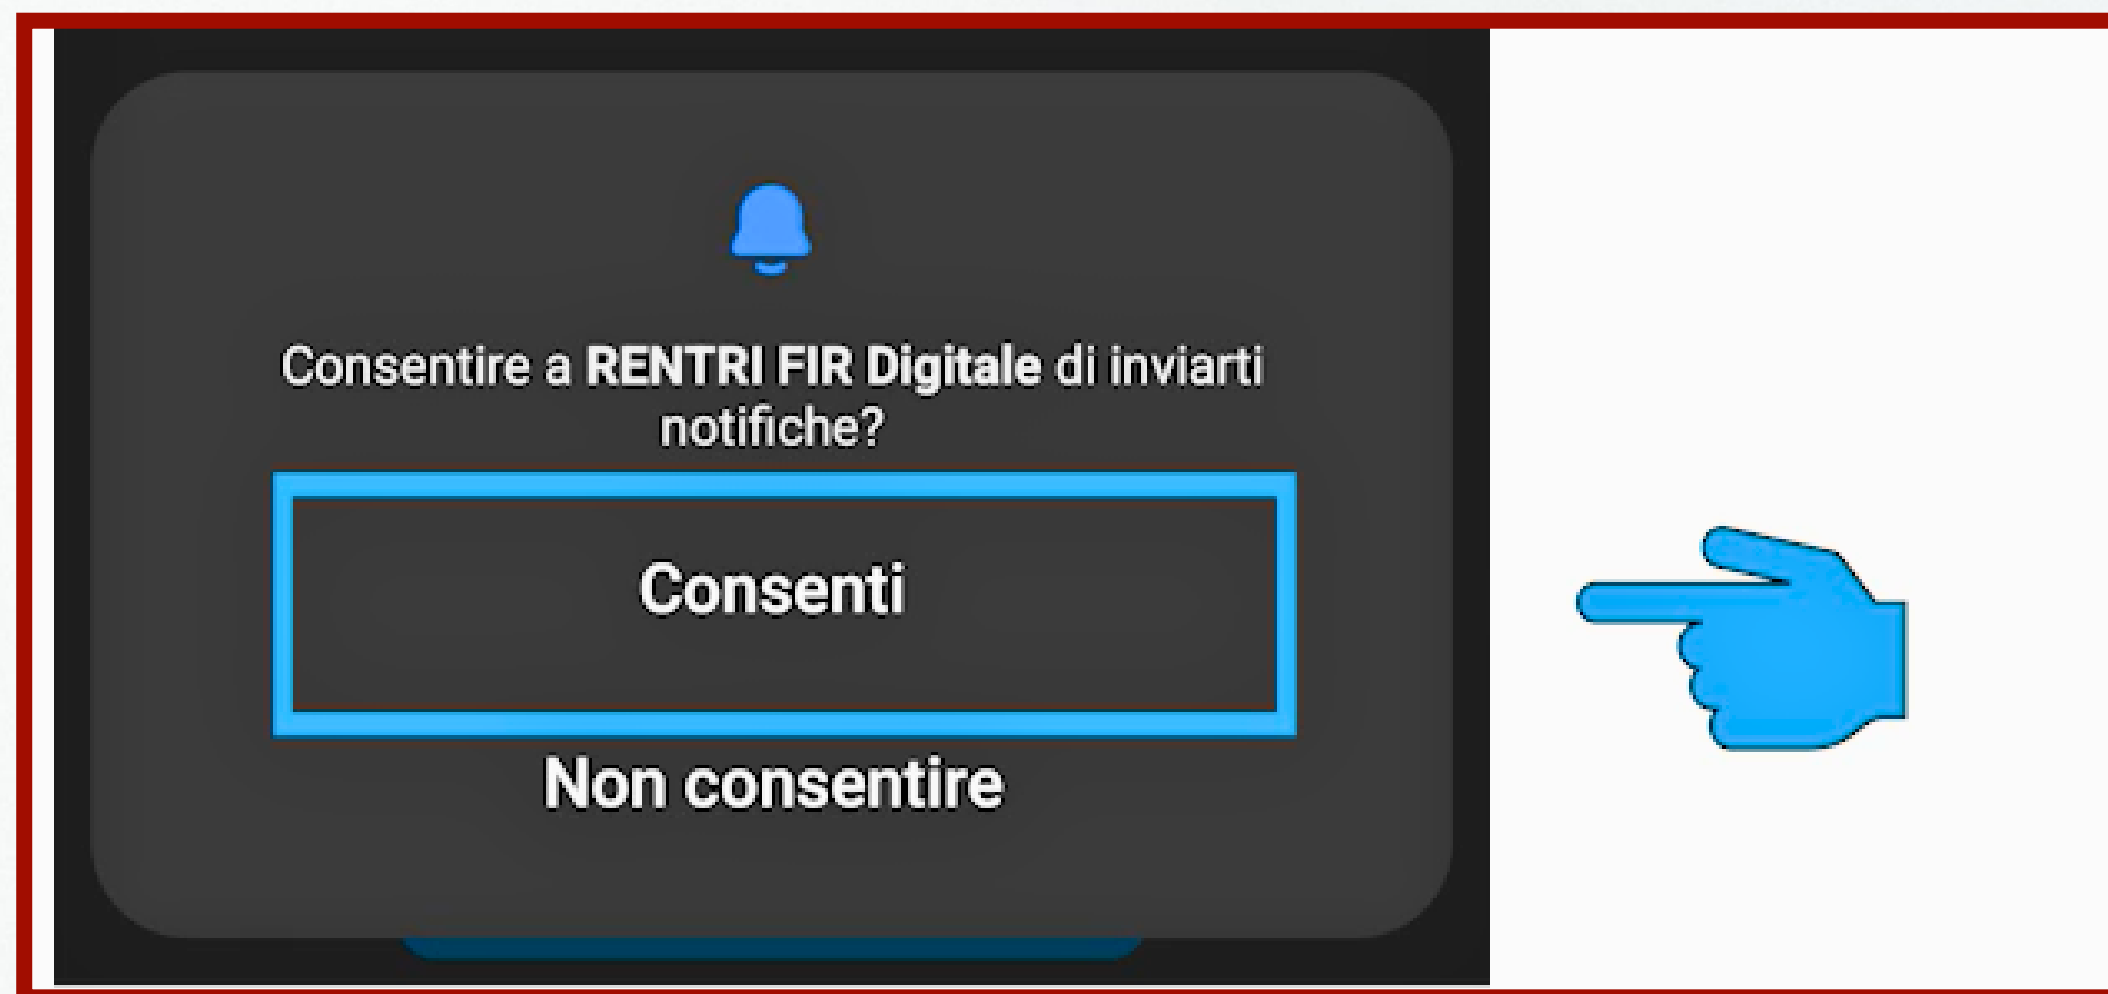 Consentire a RENTRI FIR Digitale di inviarti
notifiche?
Consenti
Non consentire